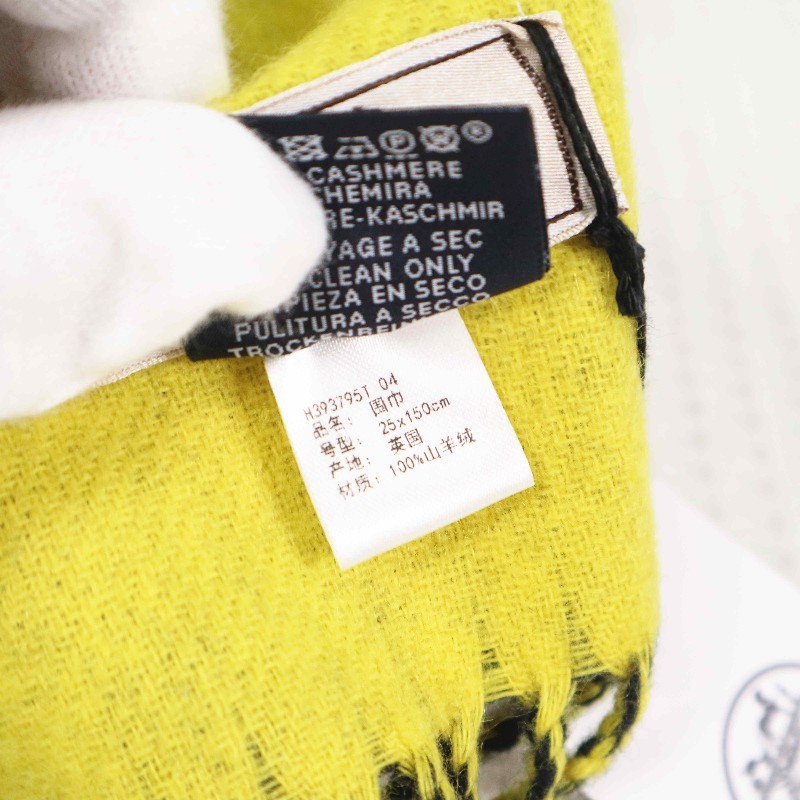 CASHMERE
HEMIRA
RE-KASCHMIR
YAGE A SEC
CLEAN ONLY
PIEZA EN SECO
PULITURA A SECCO
H393795T 04
品名: 围巾
号型: 25x150cm
产地: 英国
材质: 100%山羊绒